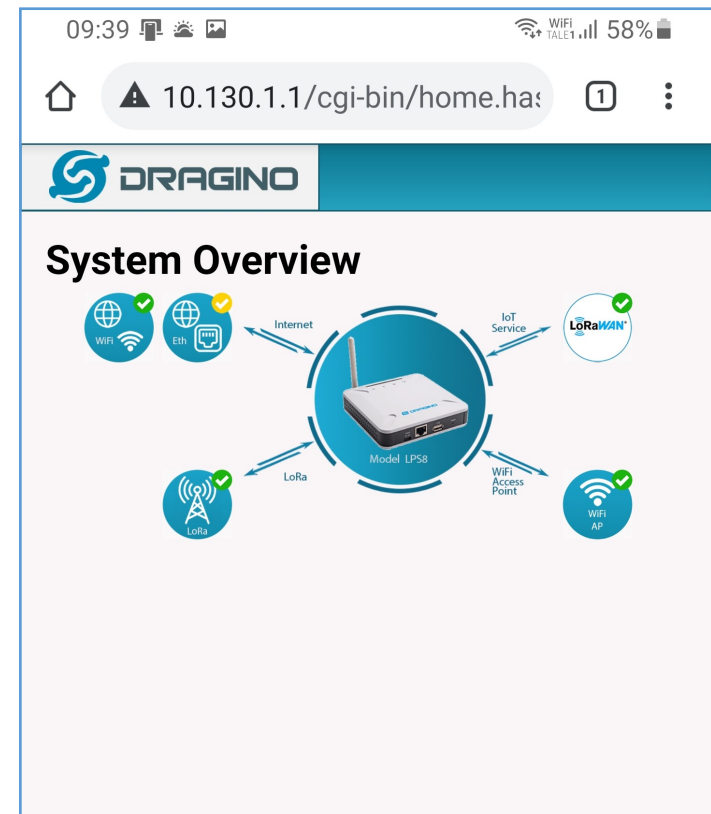 09:39 WiFi TALE1 58%
10.130.1.1/cgi-bin/home.has 1
DRAGINO
System Overview
WiFi
Eth
Internet
IoT
Service
LoRaWAN
DRAGINO
Model LPS8
LoRa
LoRa
WiFi
Access
Point
WiFi
AP